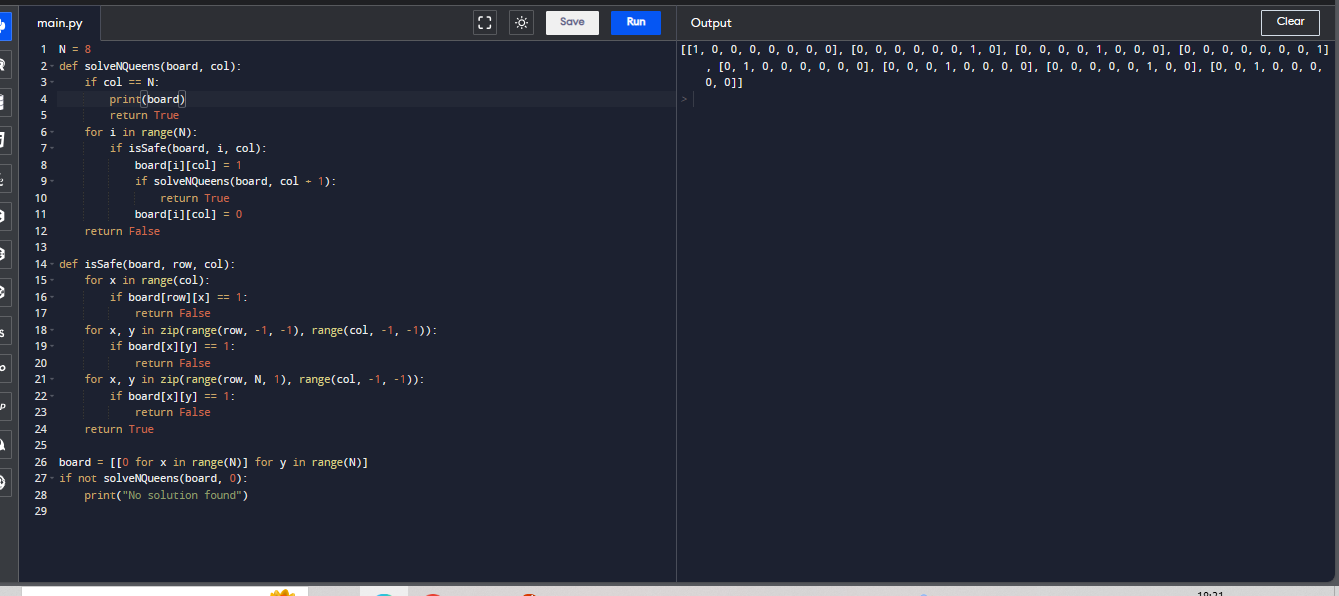 main.py
Save
Run
Output
Clear
1 N = 8
2 def solveNQueens(board, col):
3 if col == N:
4 print(board)
5 return True
6 for i in range(N):
7 if isSafe(board, i, col):
8 board[i][col] = 1
9 if solveNQueens(board, col + 1):
10 return True
11 board[i][col] = 0
12 return False
13
14 def isSafe(board, row, col):
15 for x in range(col):
16 if board[row][x] == 1:
17 return False
18 for x, y in zip(range(row, -1, -1), range(col, -1, -1)):
19 if board[x][y] == 1:
20 return False
21 for x, y in zip(range(row, N, 1), range(col, -1, -1)):
22 if board[x][y] == 1:
23 return False
24 return True
25
26 board = [[0 for x in range(N)] for y in range(N)]
27 if not solveNQueens(board, 0):
28 print("No solution found")
29
[[1, 0, 0, 0, 0, 0, 0, 0], [0, 0, 0, 0, 0, 0, 1, 0], [0, 0, 0, 0, 1, 0, 0, 0], [0, 0, 0, 0, 0, 0, 0, 1]
, [0, 1, 0, 0, 0, 0, 0, 0], [0, 0, 0, 1, 0, 0, 0, 0], [0, 0, 0, 0, 0, 1, 0, 0], [0, 0, 1, 0, 0, 0,
0, 0]]
>